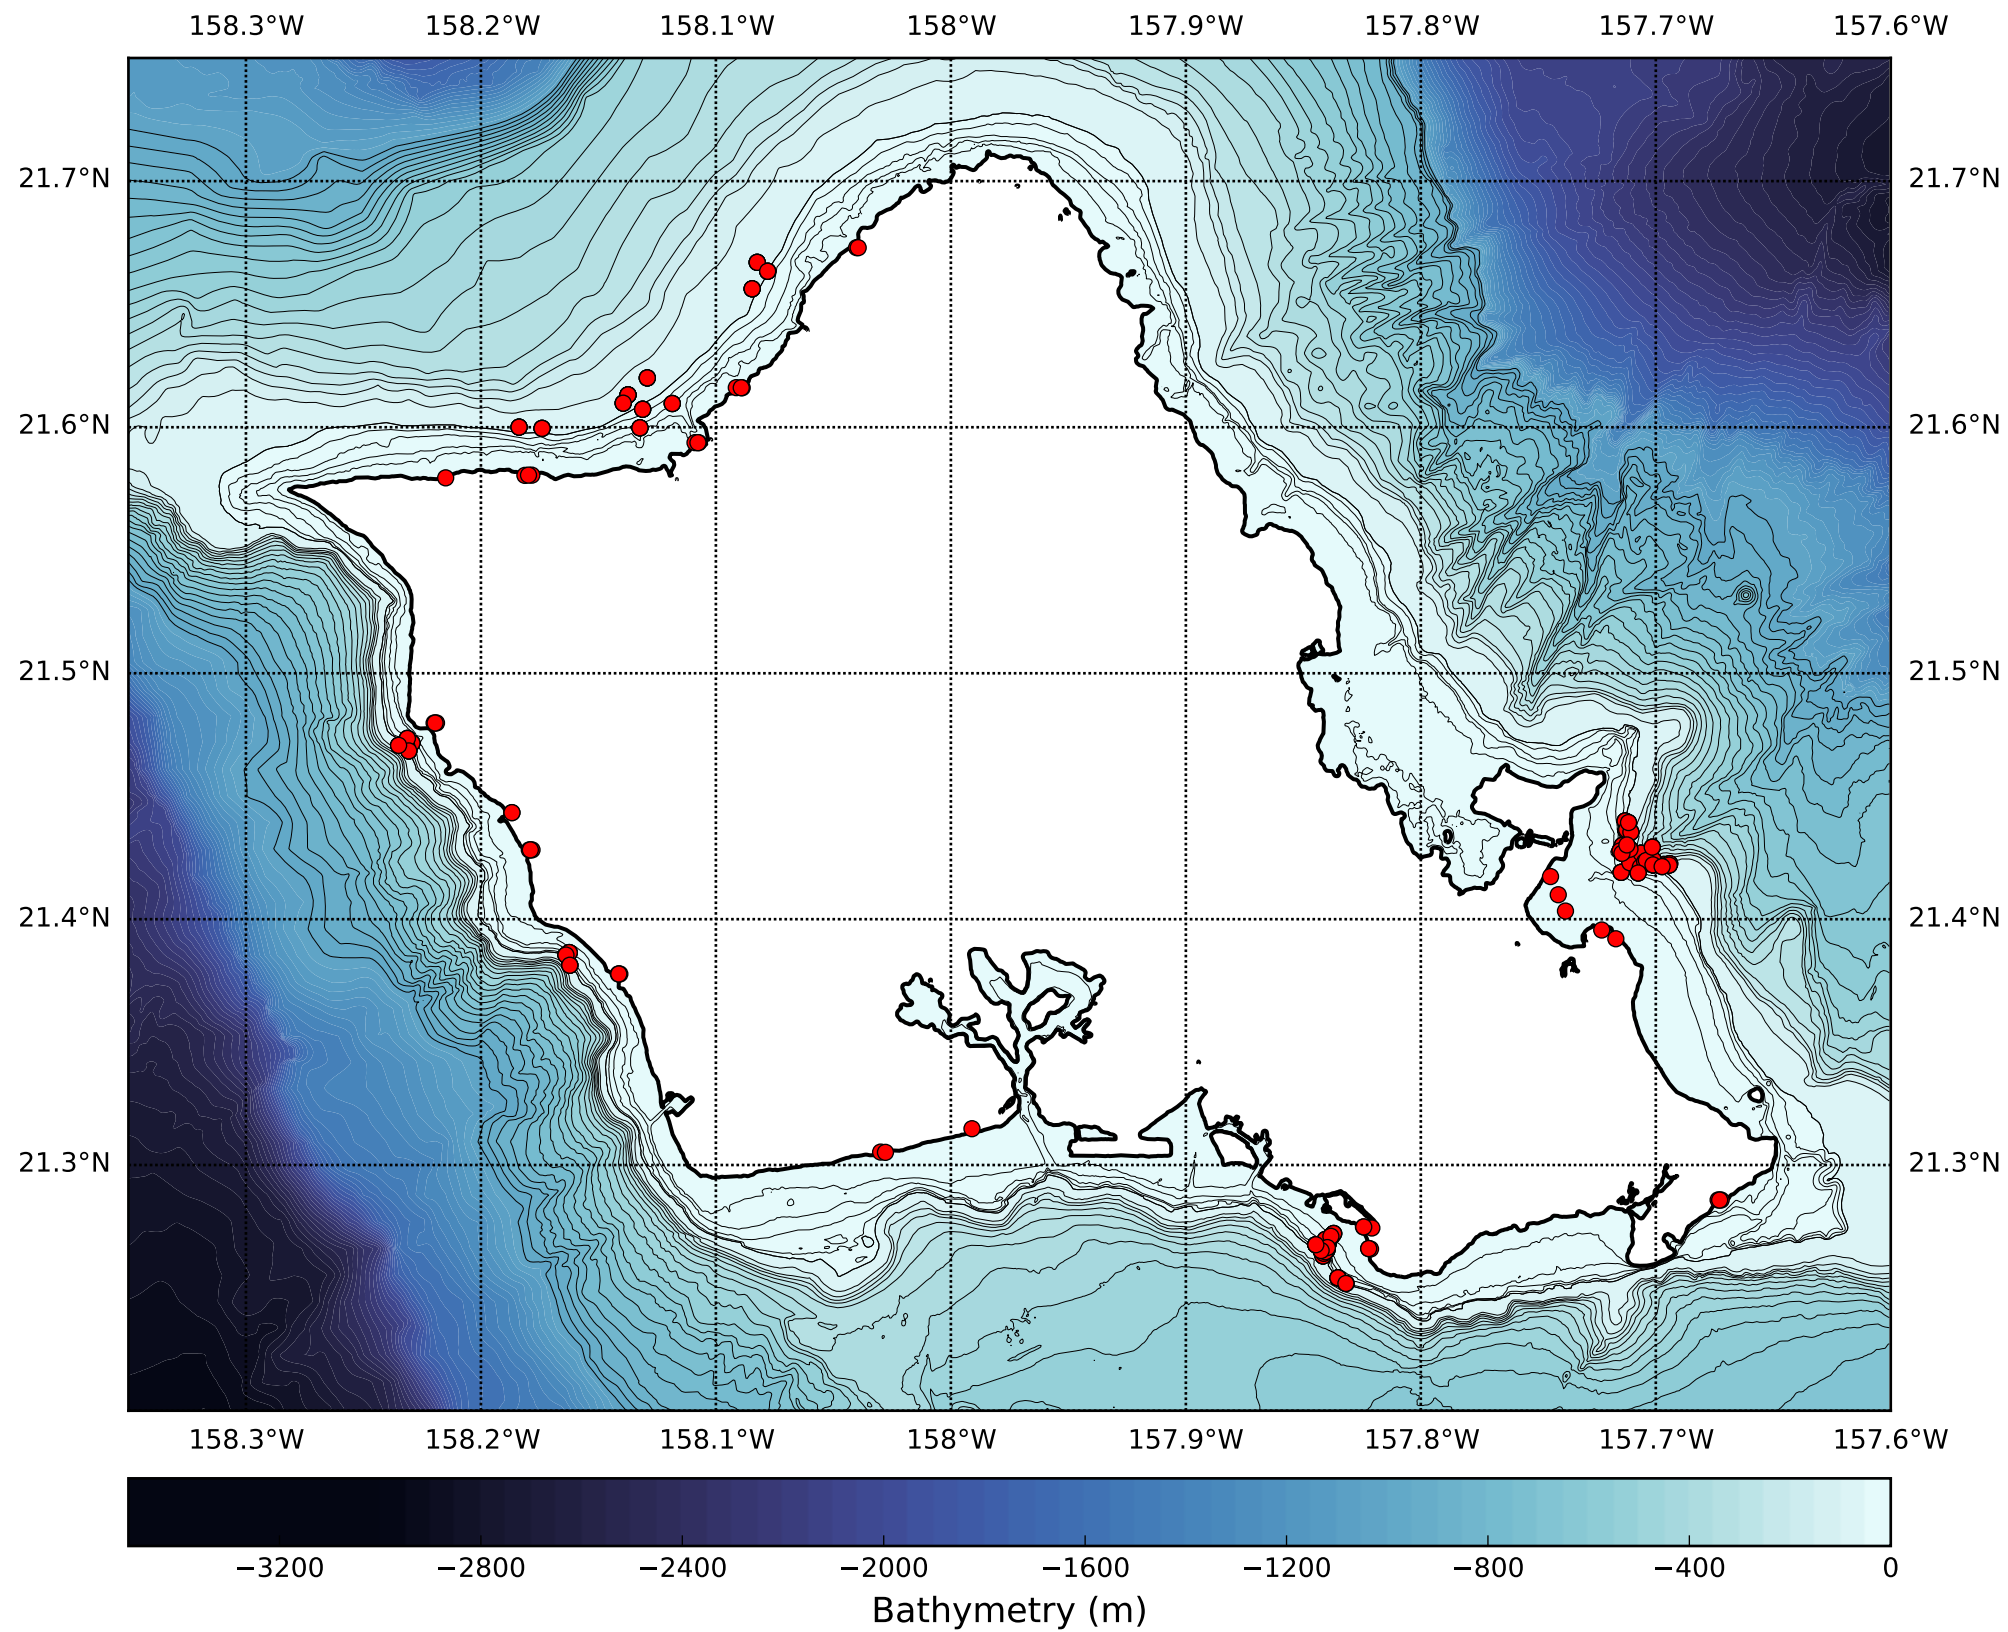 158.3°W 158.2°W 158.1°W 158°W 157.9°W 157.8°W 157.7°W 157.6°W
21.7°N 21.7°N
21.6°N 21.6°N
21.5°N 21.5°N
21.4°N 21.4°N
21.3°N 21.3°N
158.3°W 158.2°W 158.1°W 158°W 157.9°W 157.8°W 157.7°W 157.6°W
−3200 −2800 −2400 −2000 −1600 −1200 −800 −400 0
Bathymetry (m)